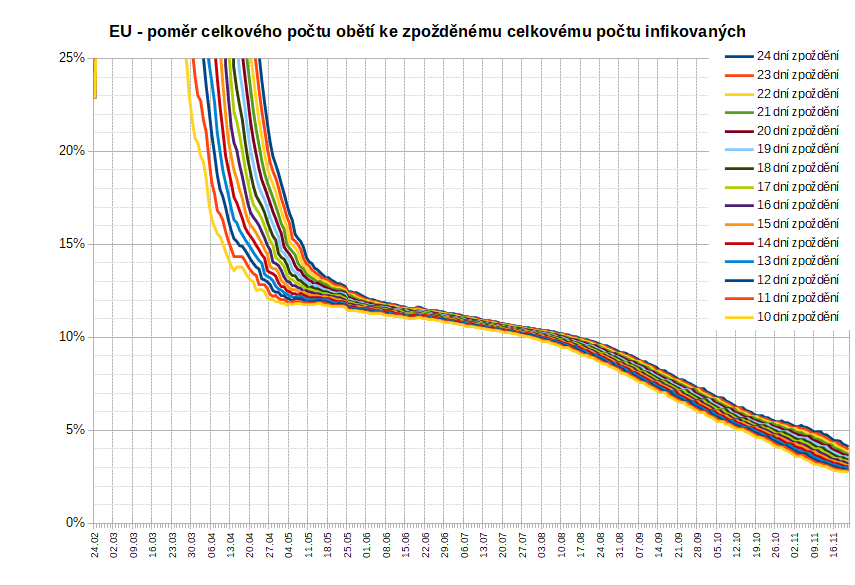 EU - poměr celkového počtu obětí ke zpožděnému celkovému počtu infikovaných
25%
20%
15%
10%
5%
0%
24 dní zpoždění
23 dní zpoždění
22 dní zpoždění
21 dní zpoždění
20 dní zpoždění
19 dní zpoždění
18 dní zpoždění
17 dní zpoždění
16 dní zpoždění
15 dní zpoždění
14 dní zpoždění
13 dní zpoždění
12 dní zpoždění
11 dní zpoždění
10 dní zpoždění
24.02
02.03
09.03
16.03
23.03
30.03
06.04
13.04
20.04
27.04
04.05
11.05
18.05
25.05
01.06
08.06
15.06
22.06
29.06
06.07
13.07
20.07
27.07
03.08
10.08
17.08
24.08
31.08
07.09
14.09
21.09
28.09
05.10
12.10
19.10
26.10
02.11
09.11
16.11